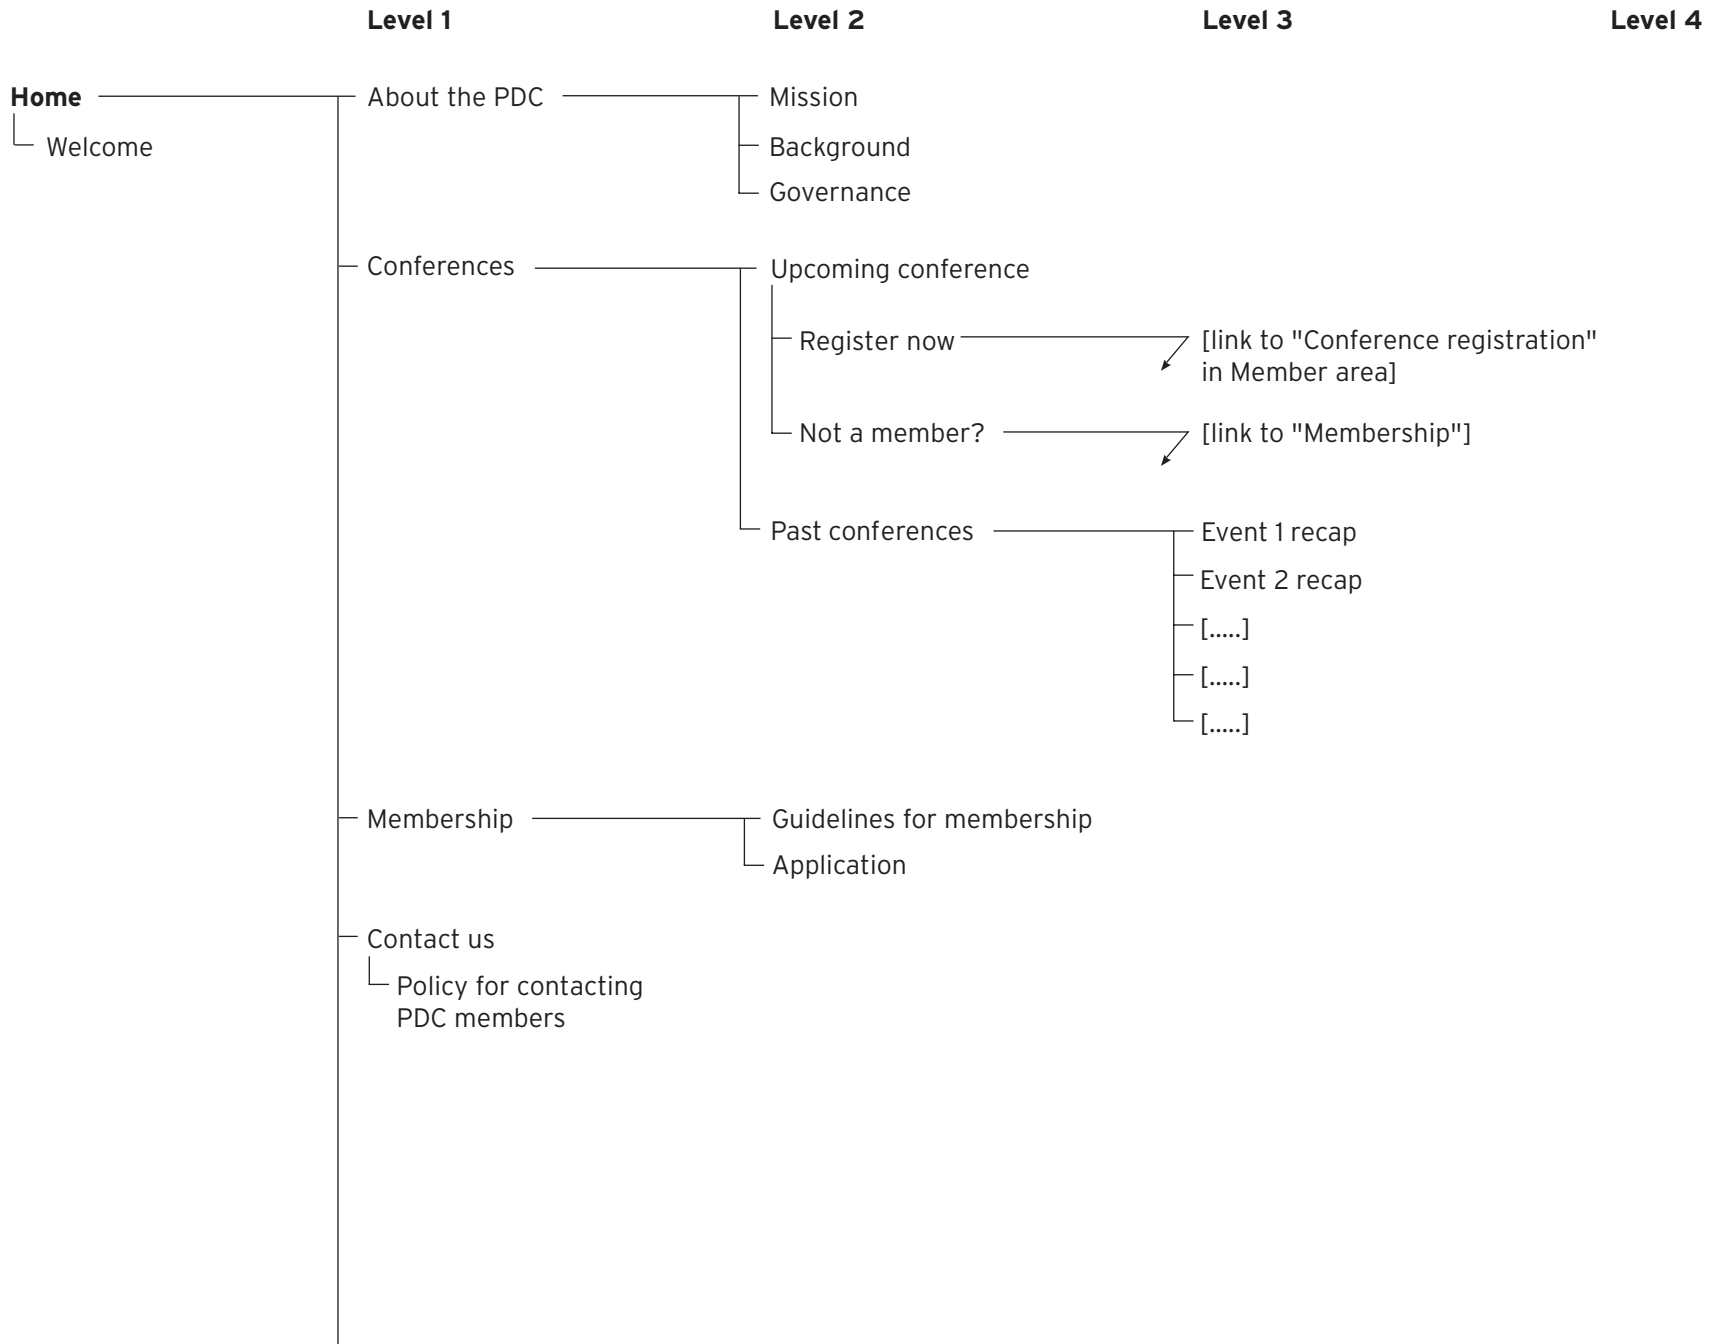 Level 1 Level 2 Level 3 Level 4
Home About the PDC Mission
Welcome Background
Governance
Conferences Upcoming conference
Register now [link to "Conference registration"
in Member area]
Not a member? [link to "Membership"]
Past conferences Event 1 recap
Event 2 recap
[.....]
[.....]
[.....]
Membership Guidelines for membership
Application
Contact us
Policy for contacting
PDC members